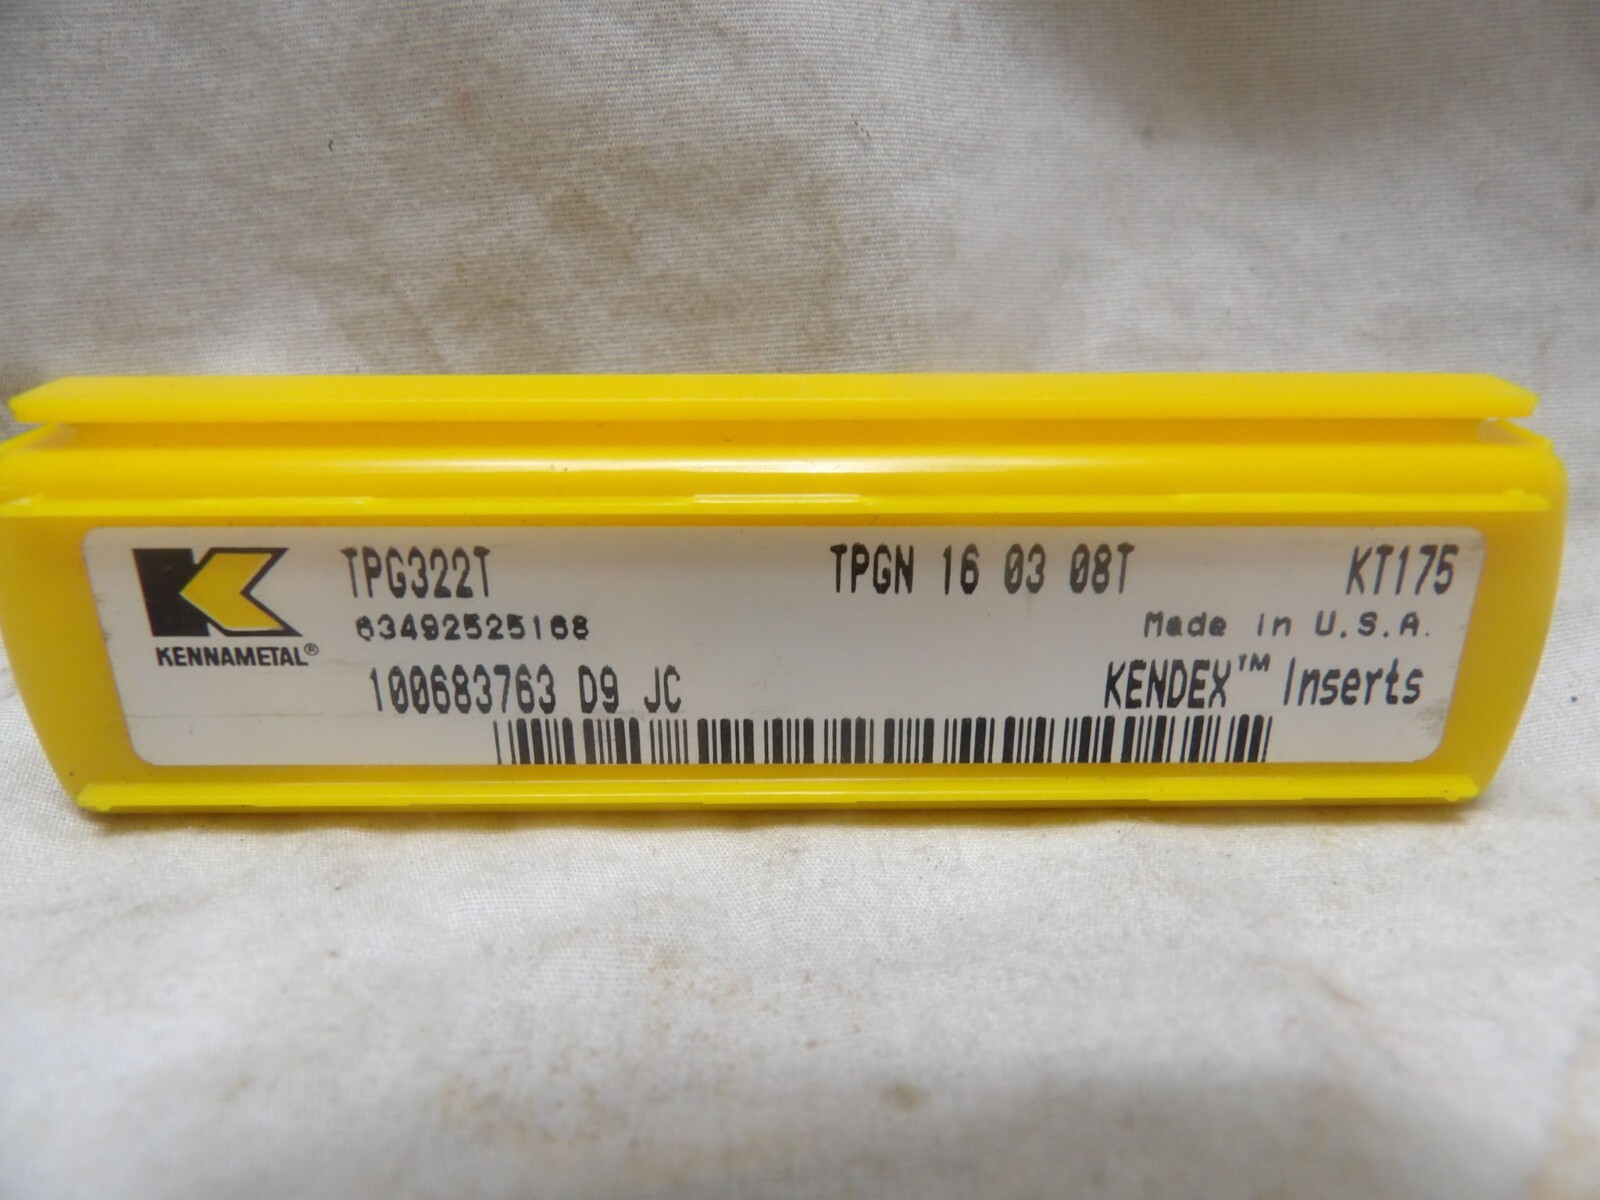 TPG322T TPGN 16 03 08T KT175
63492525168 Made in U.S.A.
KENNAMETAL®
100683763 D9 JC KENDEX™ Inserts